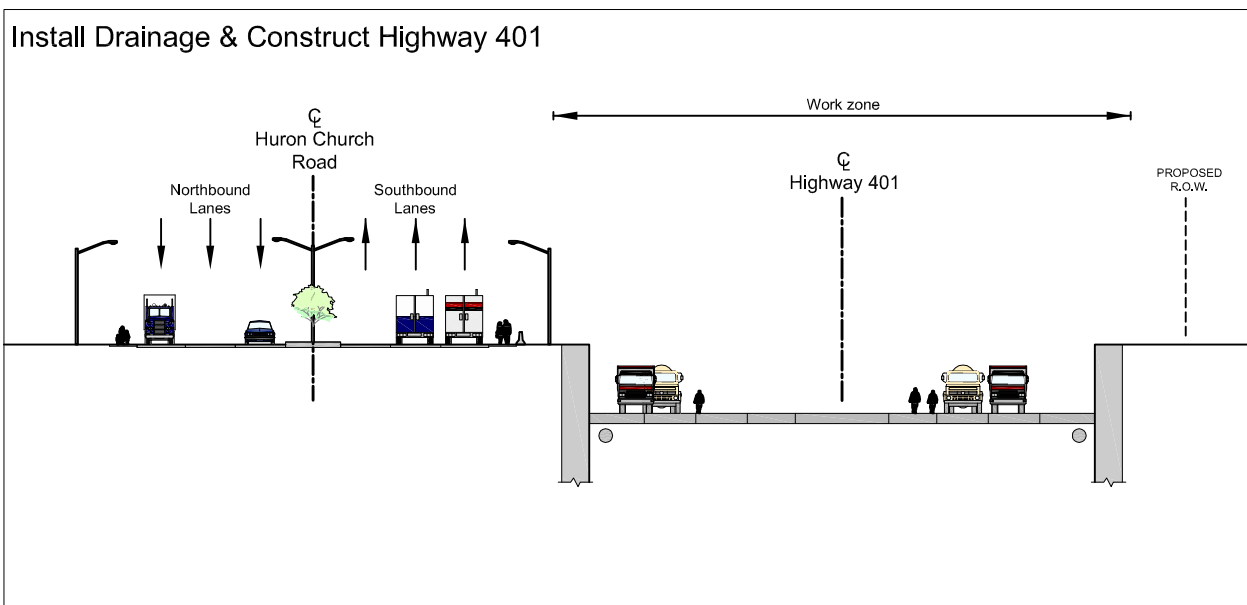 Install Drainage & Construct Highway 401
Work zone
℄
Huron Church
Road
℄
Highway 401
PROPOSED
R.O.W.
Northbound
Lanes
Southbound
Lanes